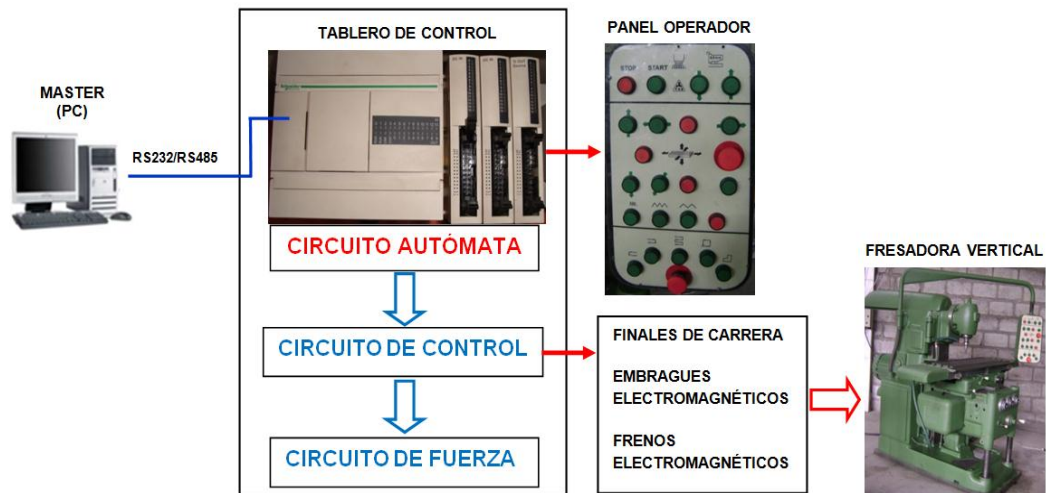 TABLERO DE CONTROL
PANEL OPERADOR
MASTER
(PC)
RS232/RS485
STOP START
CIRCUITO AUTÓMATA
CIRCUITO DE CONTROL
CIRCUITO DE FUERZA
FINALES DE CARRERA
EMBRAGUES
ELECTROMAGNÉTICOS
FRENOS
ELECTROMAGNÉTICOS
FRESADORA VERTICAL